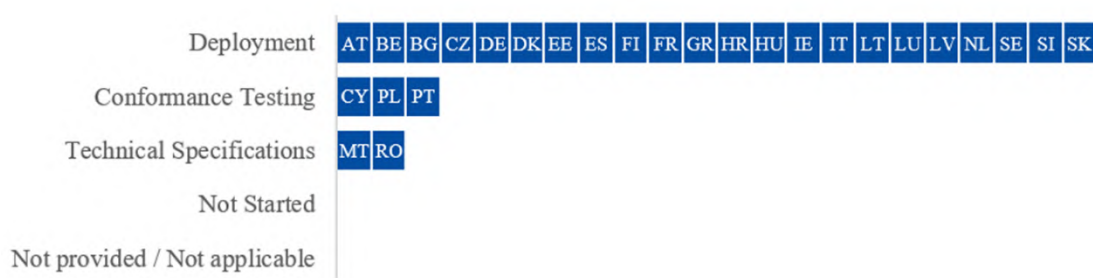 Deployment AT BE BG CZ DE DK EE ES FI FR GR HR HU IE IT LT LU LV NL SE SI SK
Conformance Testing CY PL PT
Technical Specifications MT RO
Not Started
Not provided / Not applicable